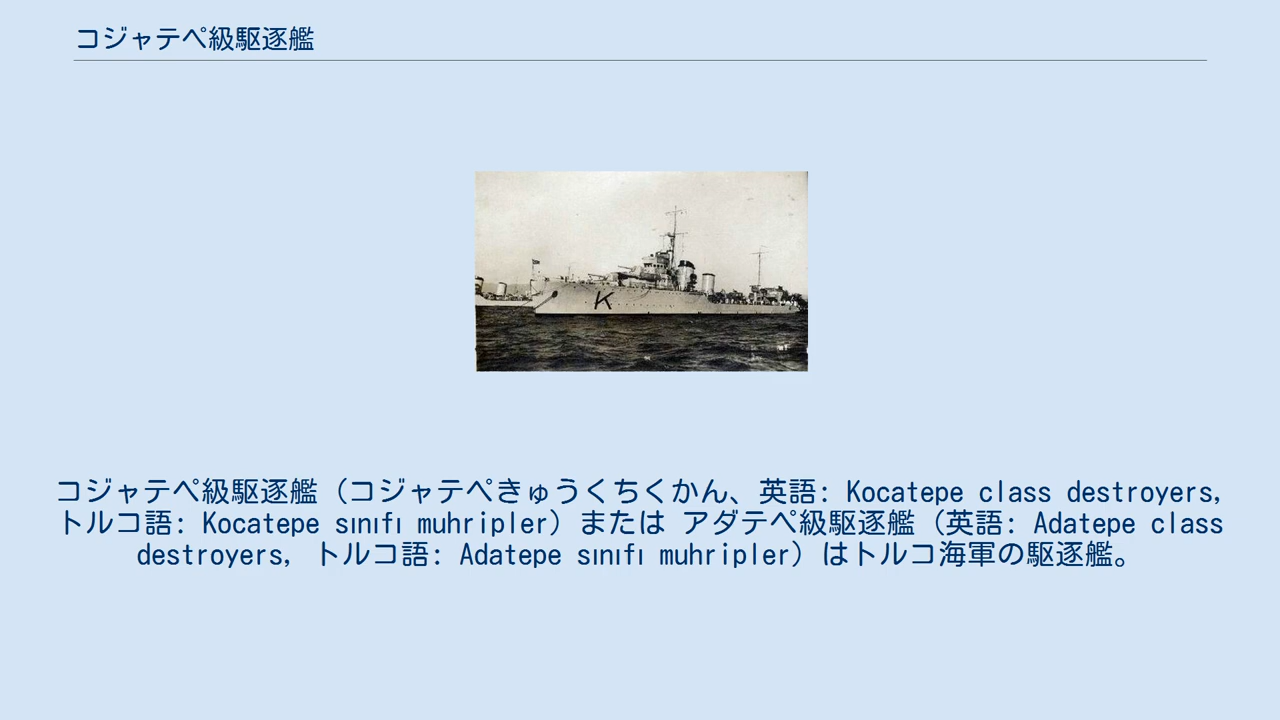 コジャテペ級駆逐艦
K
コジャテペ級駆逐艦（コジャテペきゅうくちくかん、英語: Kocatepe class destroyers,
トルコ語: Kocatepe sınıfı muhripler）または アダテペ級駆逐艦（英語: Adatepe class
destroyers, トルコ語: Adatepe sınıfı muhripler）はトルコ海軍の駆逐艦。